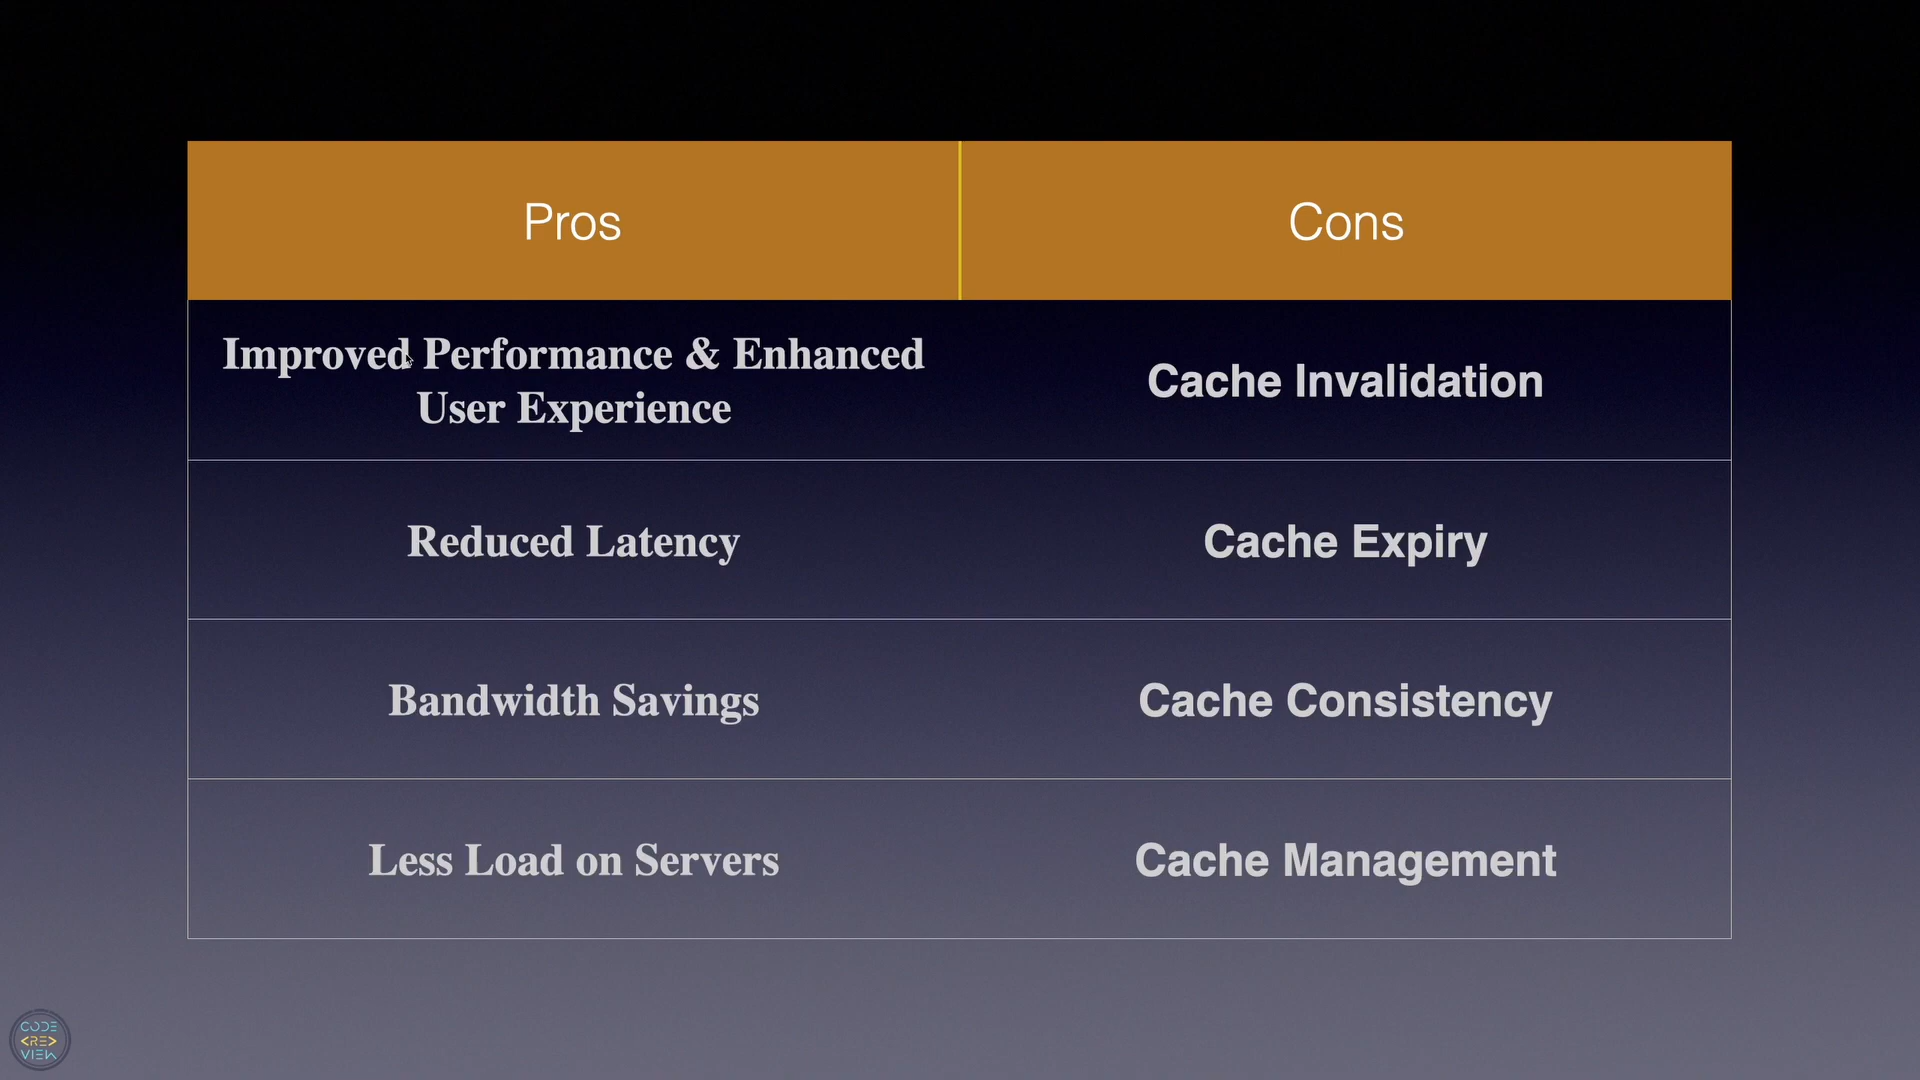 Pros
Cons
Improved Performance & Enhanced
User Experience
Cache Invalidation
Reduced Latency
Cache Expiry
Bandwidth Savings
Cache Consistency
Less Load on Servers
Cache Management
CODE
<RE>
VIEW